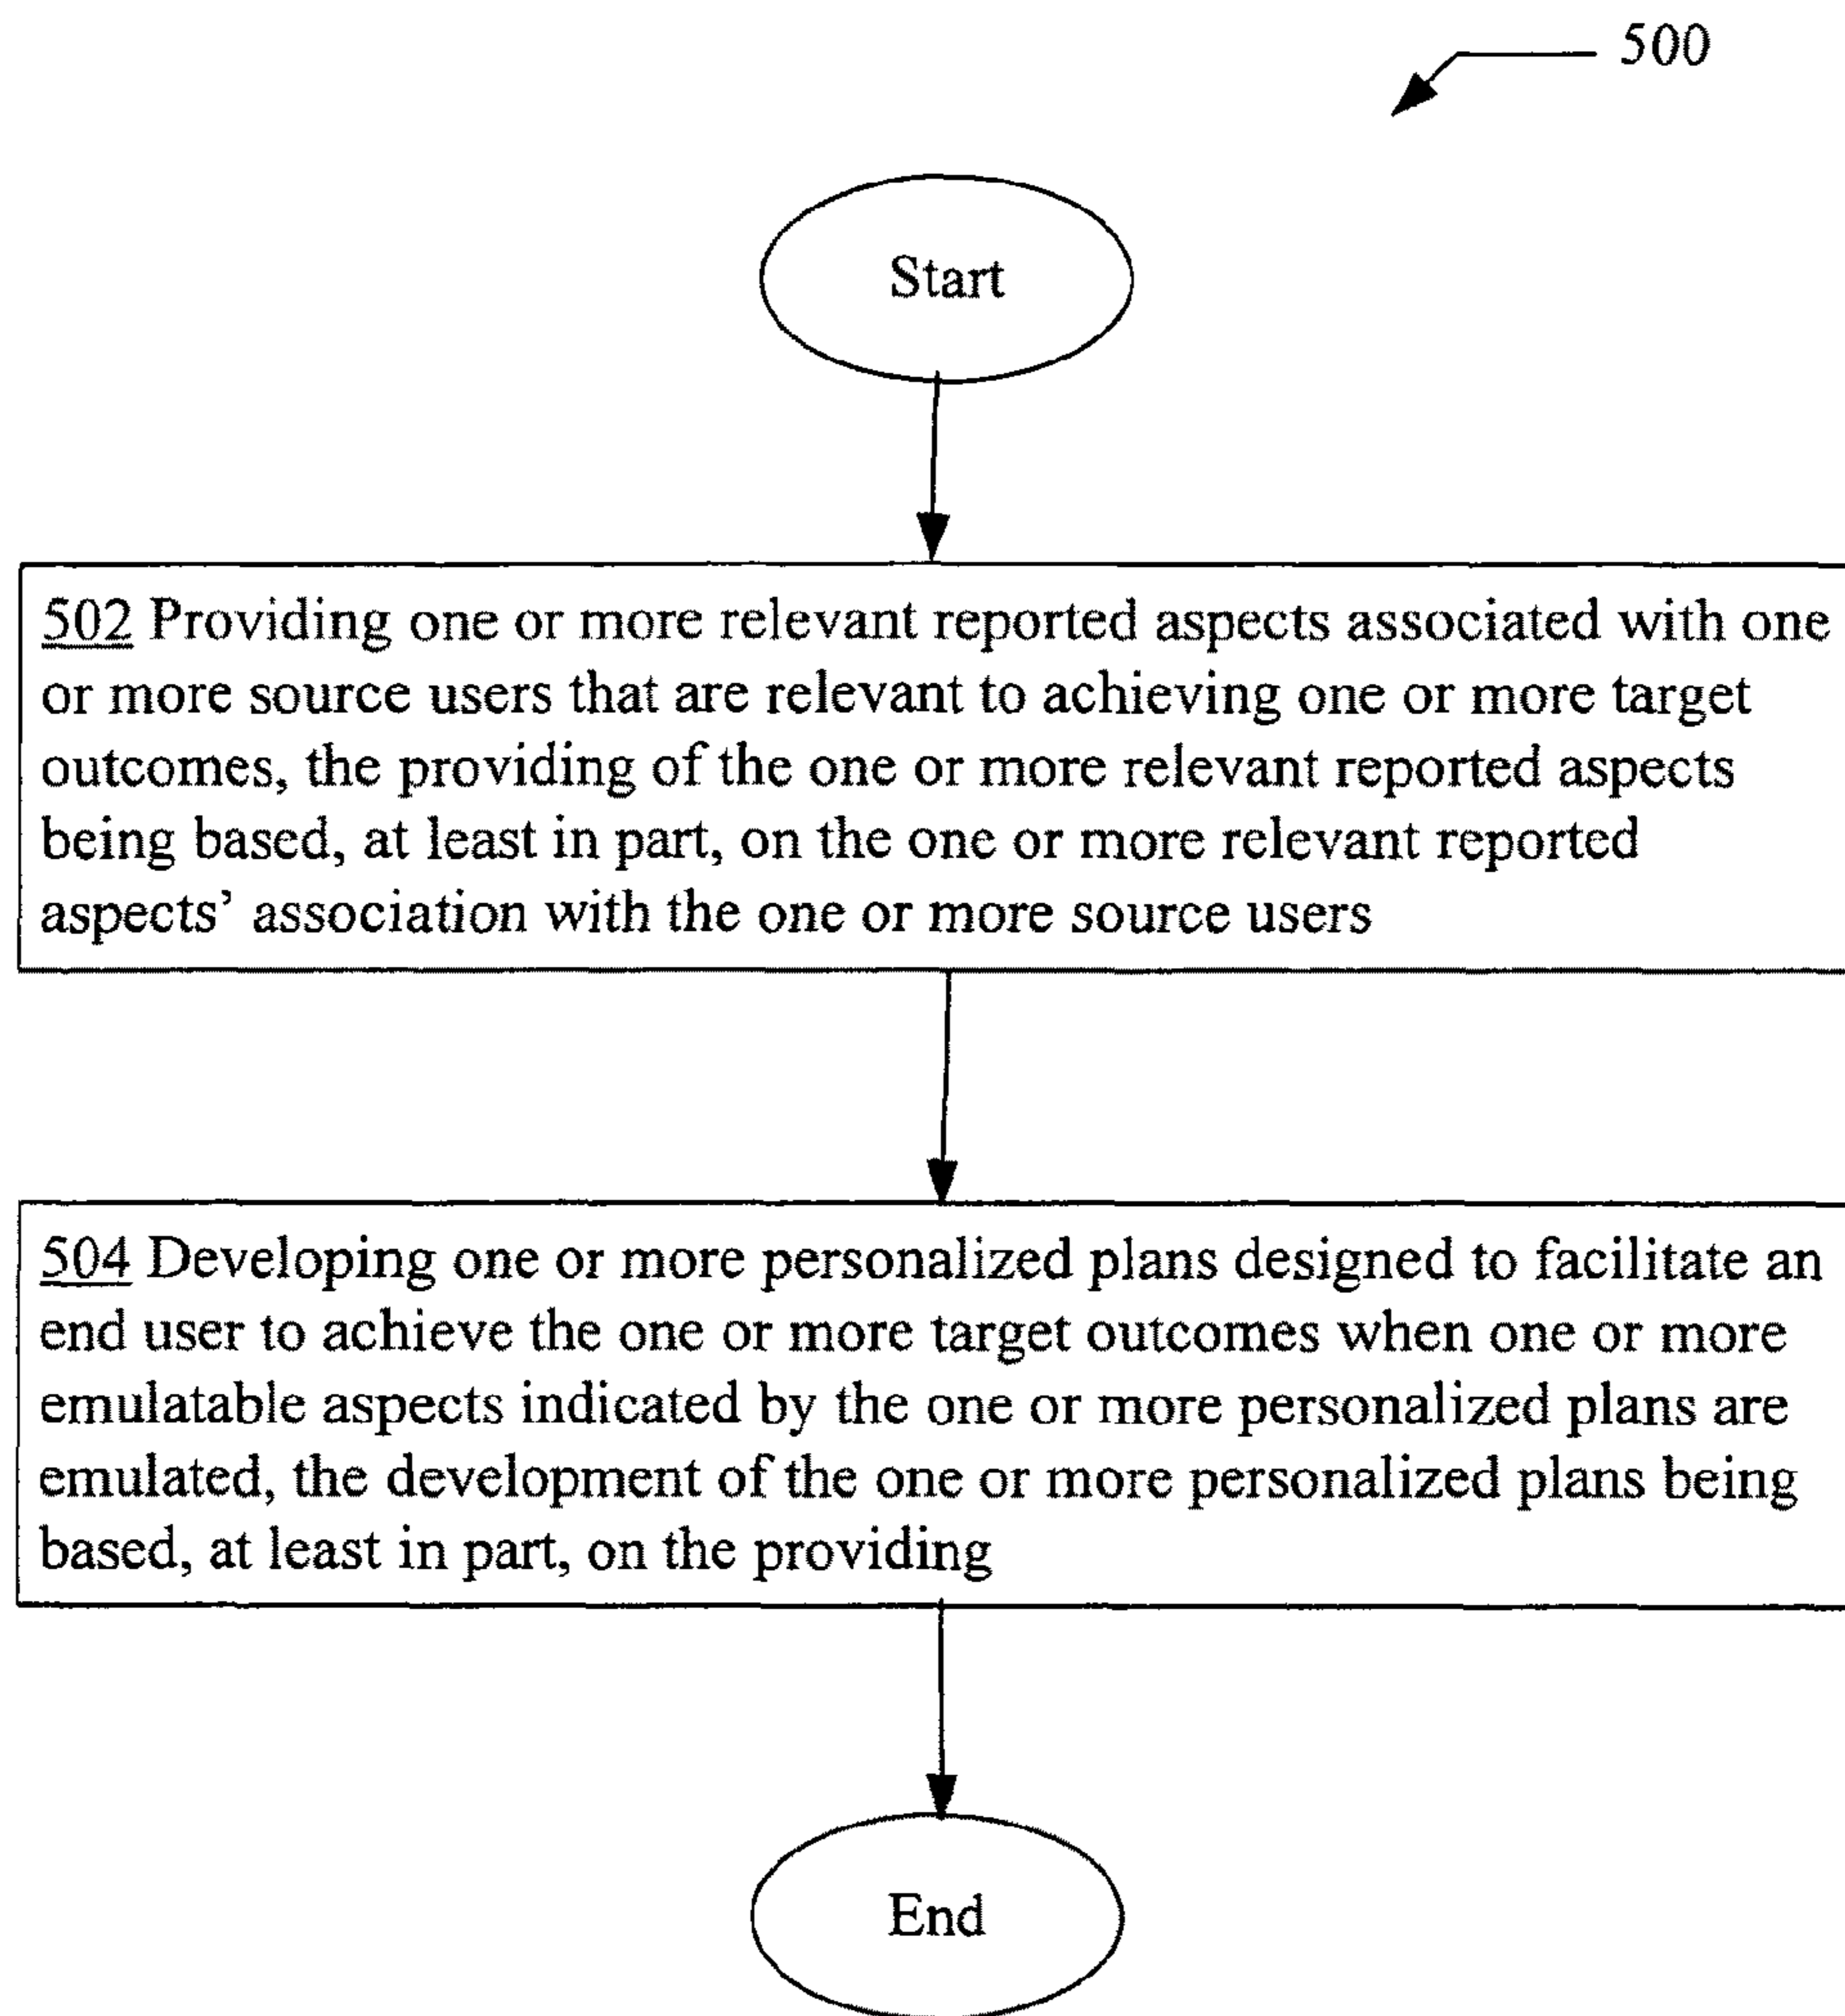 500
Start
502 Providing one or more relevant reported aspects associated with one
or more source users that are relevant to achieving one or more target
outcomes, the providing of the one or more relevant reported aspects
being based, at least in part, on the one or more relevant reported
aspects’ association with the one or more source users
504 Developing one or more personalized plans designed to facilitate an
end user to achieve the one or more target outcomes when one or more
emulatable aspects indicated by the one or more personalized plans are
emulated, the development of the one or more personalized plans being
based, at least in part, on the providing
End